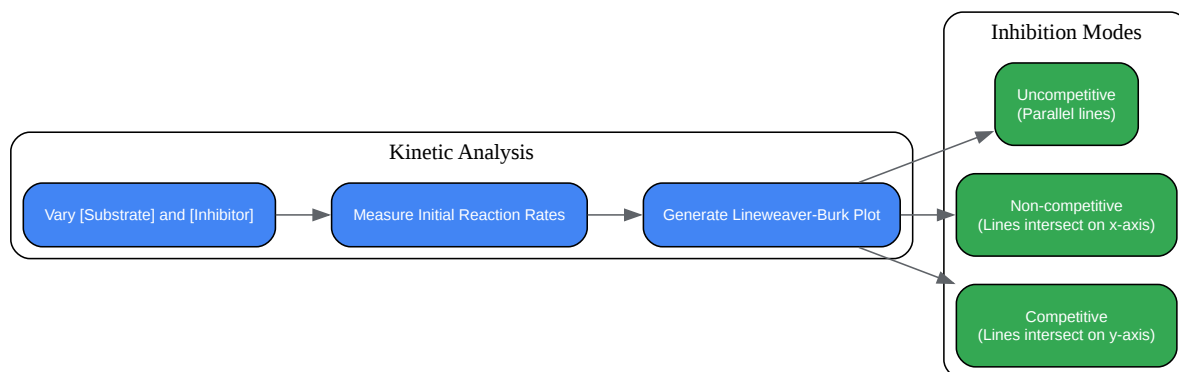 Kinetic Analysis
Vary [Substrate] and [Inhibitor]
Measure Initial Reaction Rates
Generate Lineweaver-Burk Plot
Inhibition Modes
Uncompetitive
(Parallel lines)
Non-competitive
(Lines intersect on x-axis)
Competitive
(Lines intersect on y-axis)